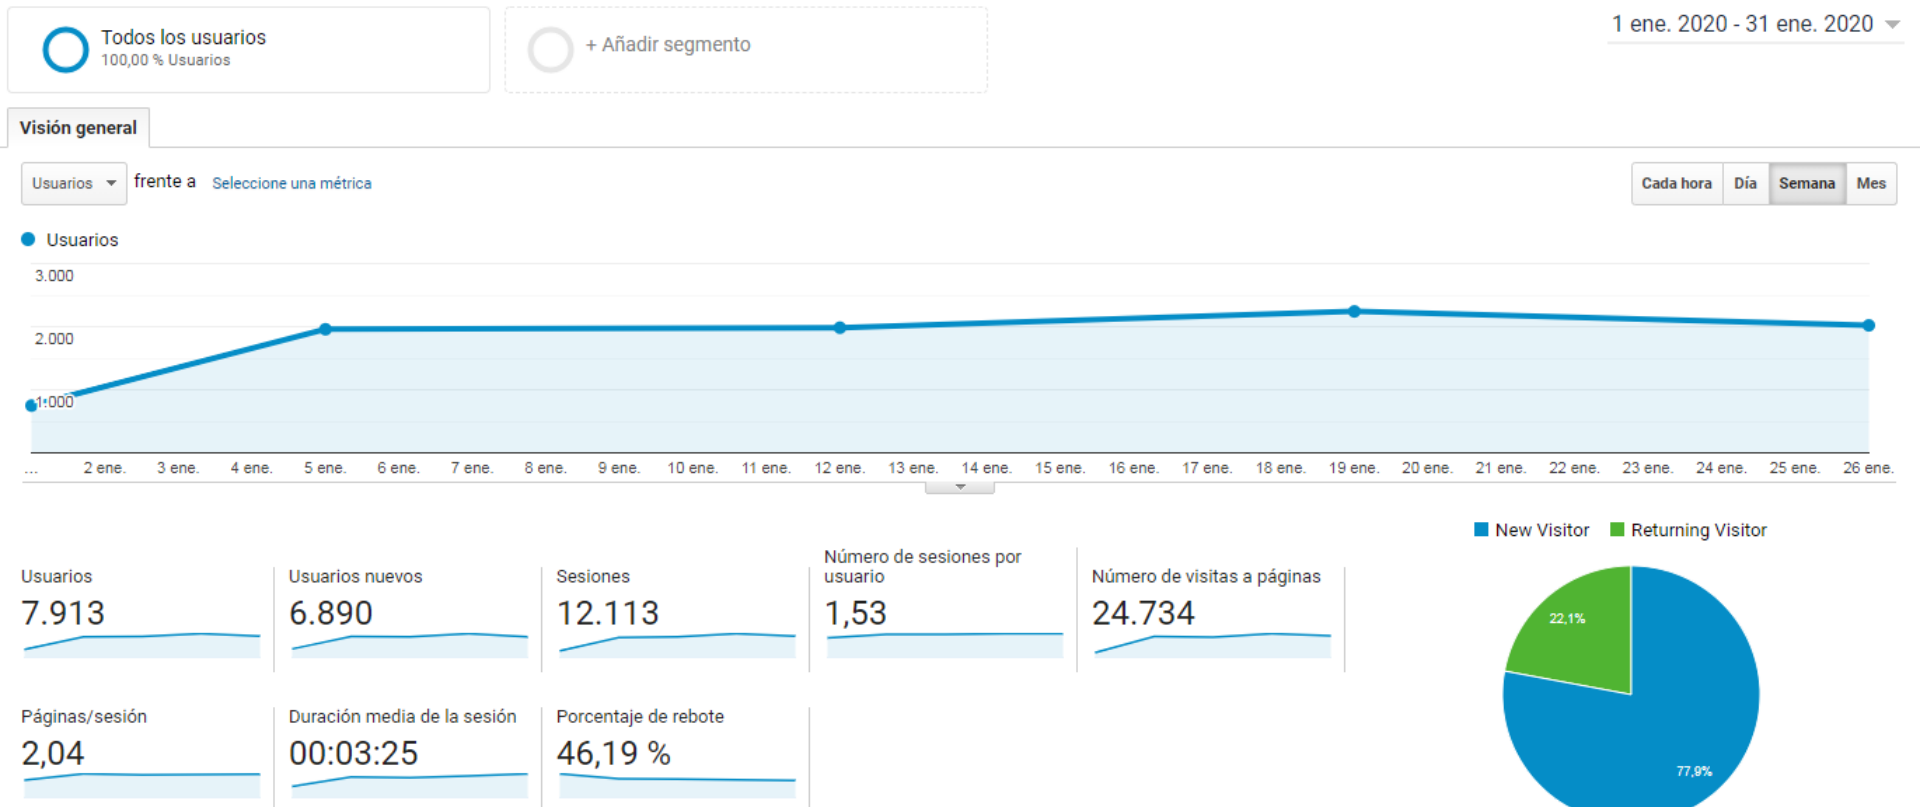 Todos los usuarios
100,00 % Usuarios
+ Añadir segmento
1 ene. 2020 - 31 ene. 2020
Visión general
Usuarios frente a Seleccione una métrica
Cada hora Día Semana Mes
Usuarios
3.000
2.000
1.000
... 2 ene. 3 ene. 4 ene. 5 ene. 6 ene. 7 ene. 8 ene. 9 ene. 10 ene. 11 ene. 12 ene. 13 ene. 14 ene. 15 ene. 16 ene. 17 ene. 18 ene. 19 ene. 20 ene. 21 ene. 22 ene. 23 ene. 24 ene. 25 ene. 26 ene.
Usuarios
7.913
Usuarios nuevos
6.890
Sesiones
12.113
Número de sesiones por
usuario
1,53
Número de visitas a páginas
24.734
Páginas/sesión
2,04
Duración media de la sesión
00:03:25
Porcentaje de rebote
46,19 %
New Visitor Returning Visitor
22,1%
77,9%